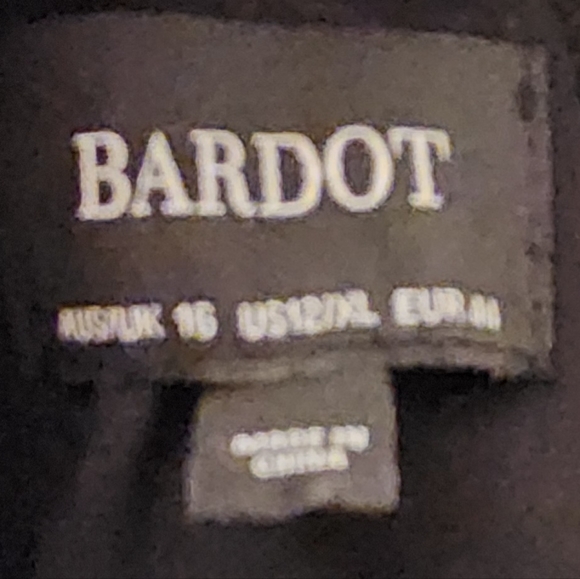 BARDOT
AUS/UK 16 US12/XL EUR 44
MADE IN
CHINA